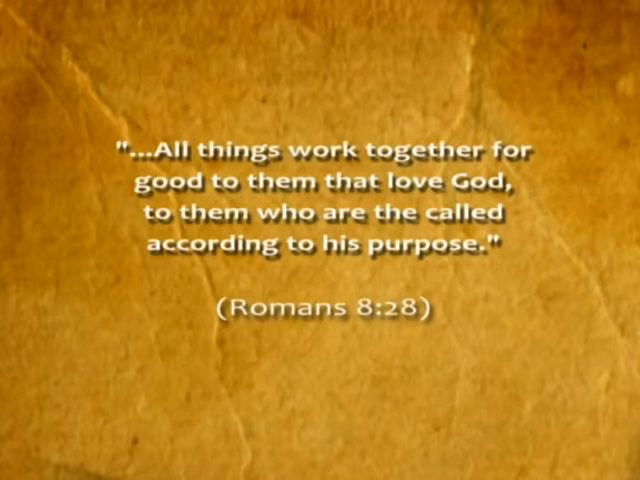 "...All things work together for
good to them that love God,
to them who are the called
according to his purpose."
(Romans 8:28)